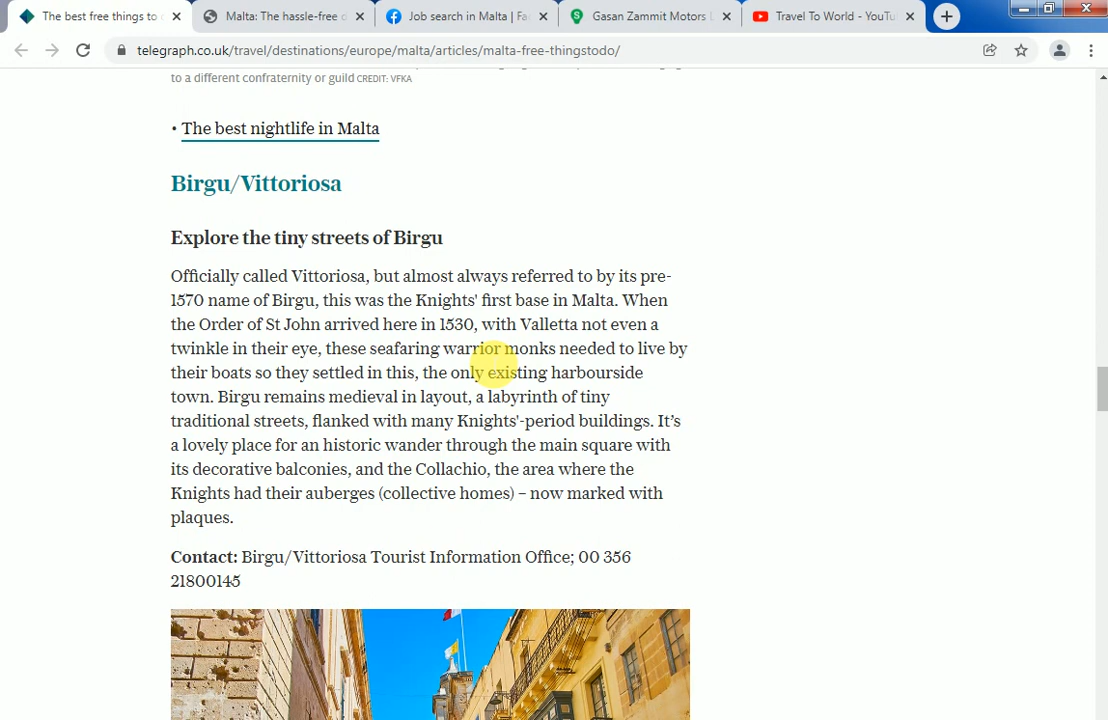 The best free things to
Malta: The hassle-free
Job search in Malta | Fa
Gasan Zammit Motors
Travel To World - YouTu
telegraph.co.uk/travel/destinations/europe/malta/articles/malta-free-thingstodo/
to a different confraternity or guild CREDIT: VFKA
• The best nightlife in Malta
Birgu/Vittoriosa
Explore the tiny streets of Birgu
Officially called Vittoriosa, but almost always referred to by its pre-
1570 name of Birgu, this was the Knights' first base in Malta. When
the Order of St John arrived here in 1530, with Valletta not even a
twinkle in their eye, these seafaring warrior monks needed to live by
their boats so they settled in this, the only existing harbourside
town. Birgu remains medieval in layout, a labyrinth of tiny
traditional streets, flanked with many Knights'-period buildings. It’s
a lovely place for an historic wander through the main square with
its decorative balconies, and the Collachio, the area where the
Knights had their auberges (collective homes) – now marked with
plaques.
Contact: Birgu/Vittoriosa Tourist Information Office; 00 356
21800145